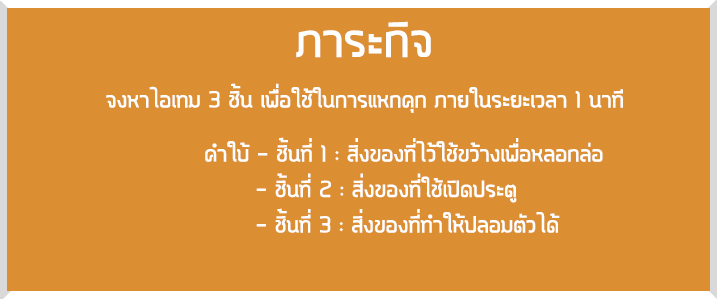 ภาระกิจ
จงหาไอเทม 3 ชิ้น เพื่อใช้ในการแหกคุก ภายในระยะเวลา 1 นาที
คำใบ้ - ชิ้นที่ 1 : สิ่งของที่ไว้ใช้ขว้างเพื่อหลอกล่อ
- ชิ้นที่ 2 : สิ่งของที่ใช้เปิดประตู
- ชิ้นที่ 3 : สิ่งของที่ทำให้ปลอมตัวได้